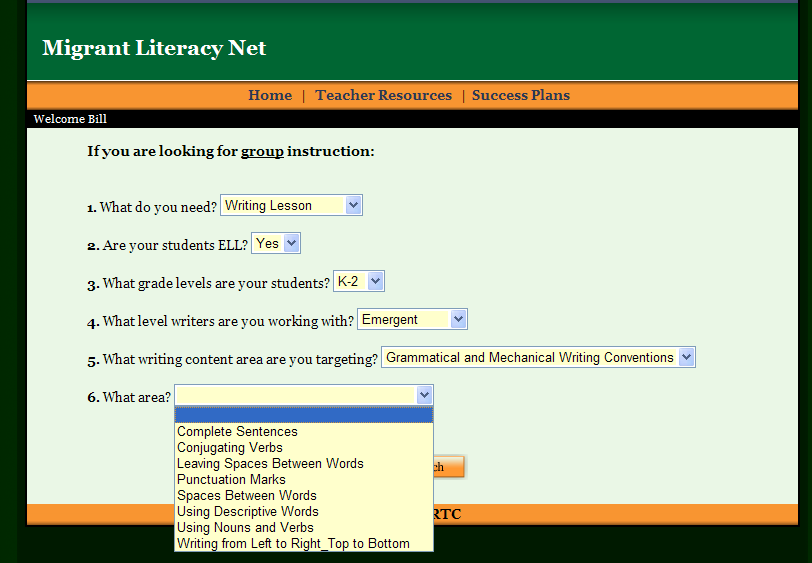 Migrant Literacy Net
Home | Teacher Resources | Success Plans
Welcome Bill
If you are looking for group instruction:
1. What do you need? Writing Lesson
2. Are your students ELL? Yes
3. What grade levels are your students? K-2
4. What level writers are you working with? Emergent
5. What writing content area are you targeting? Grammatical and Mechanical Writing Conventions
6. What area?
Complete Sentences
Conjugating Verbs
Leaving Spaces Between Words
Punctuation Marks
Spaces Between Words
Using Descriptive Words
Using Nouns and Verbs
Writing from Left to Right_Top to Bottom
ch
RTC